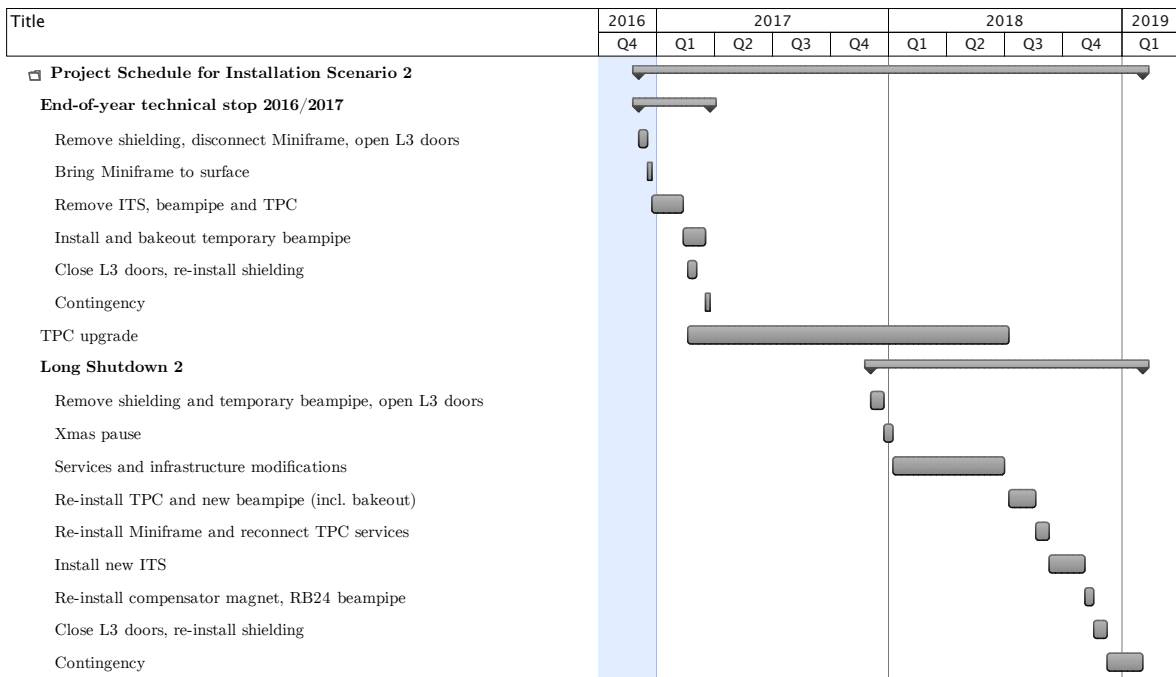 Title 2016 2017 2018 2019
Q4 Q1 Q2 Q3 Q4 Q1 Q2 Q3 Q4 Q1
Project Schedule for Installation Scenario 2
End-of-year technical stop 2016/2017
Remove shielding, disconnect Miniframe, open L3 doors
Bring Miniframe to surface
Remove ITS, beampipe and TPC
Install and bakeout temporary beampipe
Close L3 doors, re-install shielding
Contingency
TPC upgrade
Long Shutdown 2
Remove shielding and temporary beampipe, open L3 doors
Xmas pause
Services and infrastructure modifications
Re-install TPC and new beampipe (incl. bakeout)
Re-install Miniframe and reconnect TPC services
Install new ITS
Re-install compensator magnet, RB24 beampipe
Close L3 doors, re-install shielding
Contingency